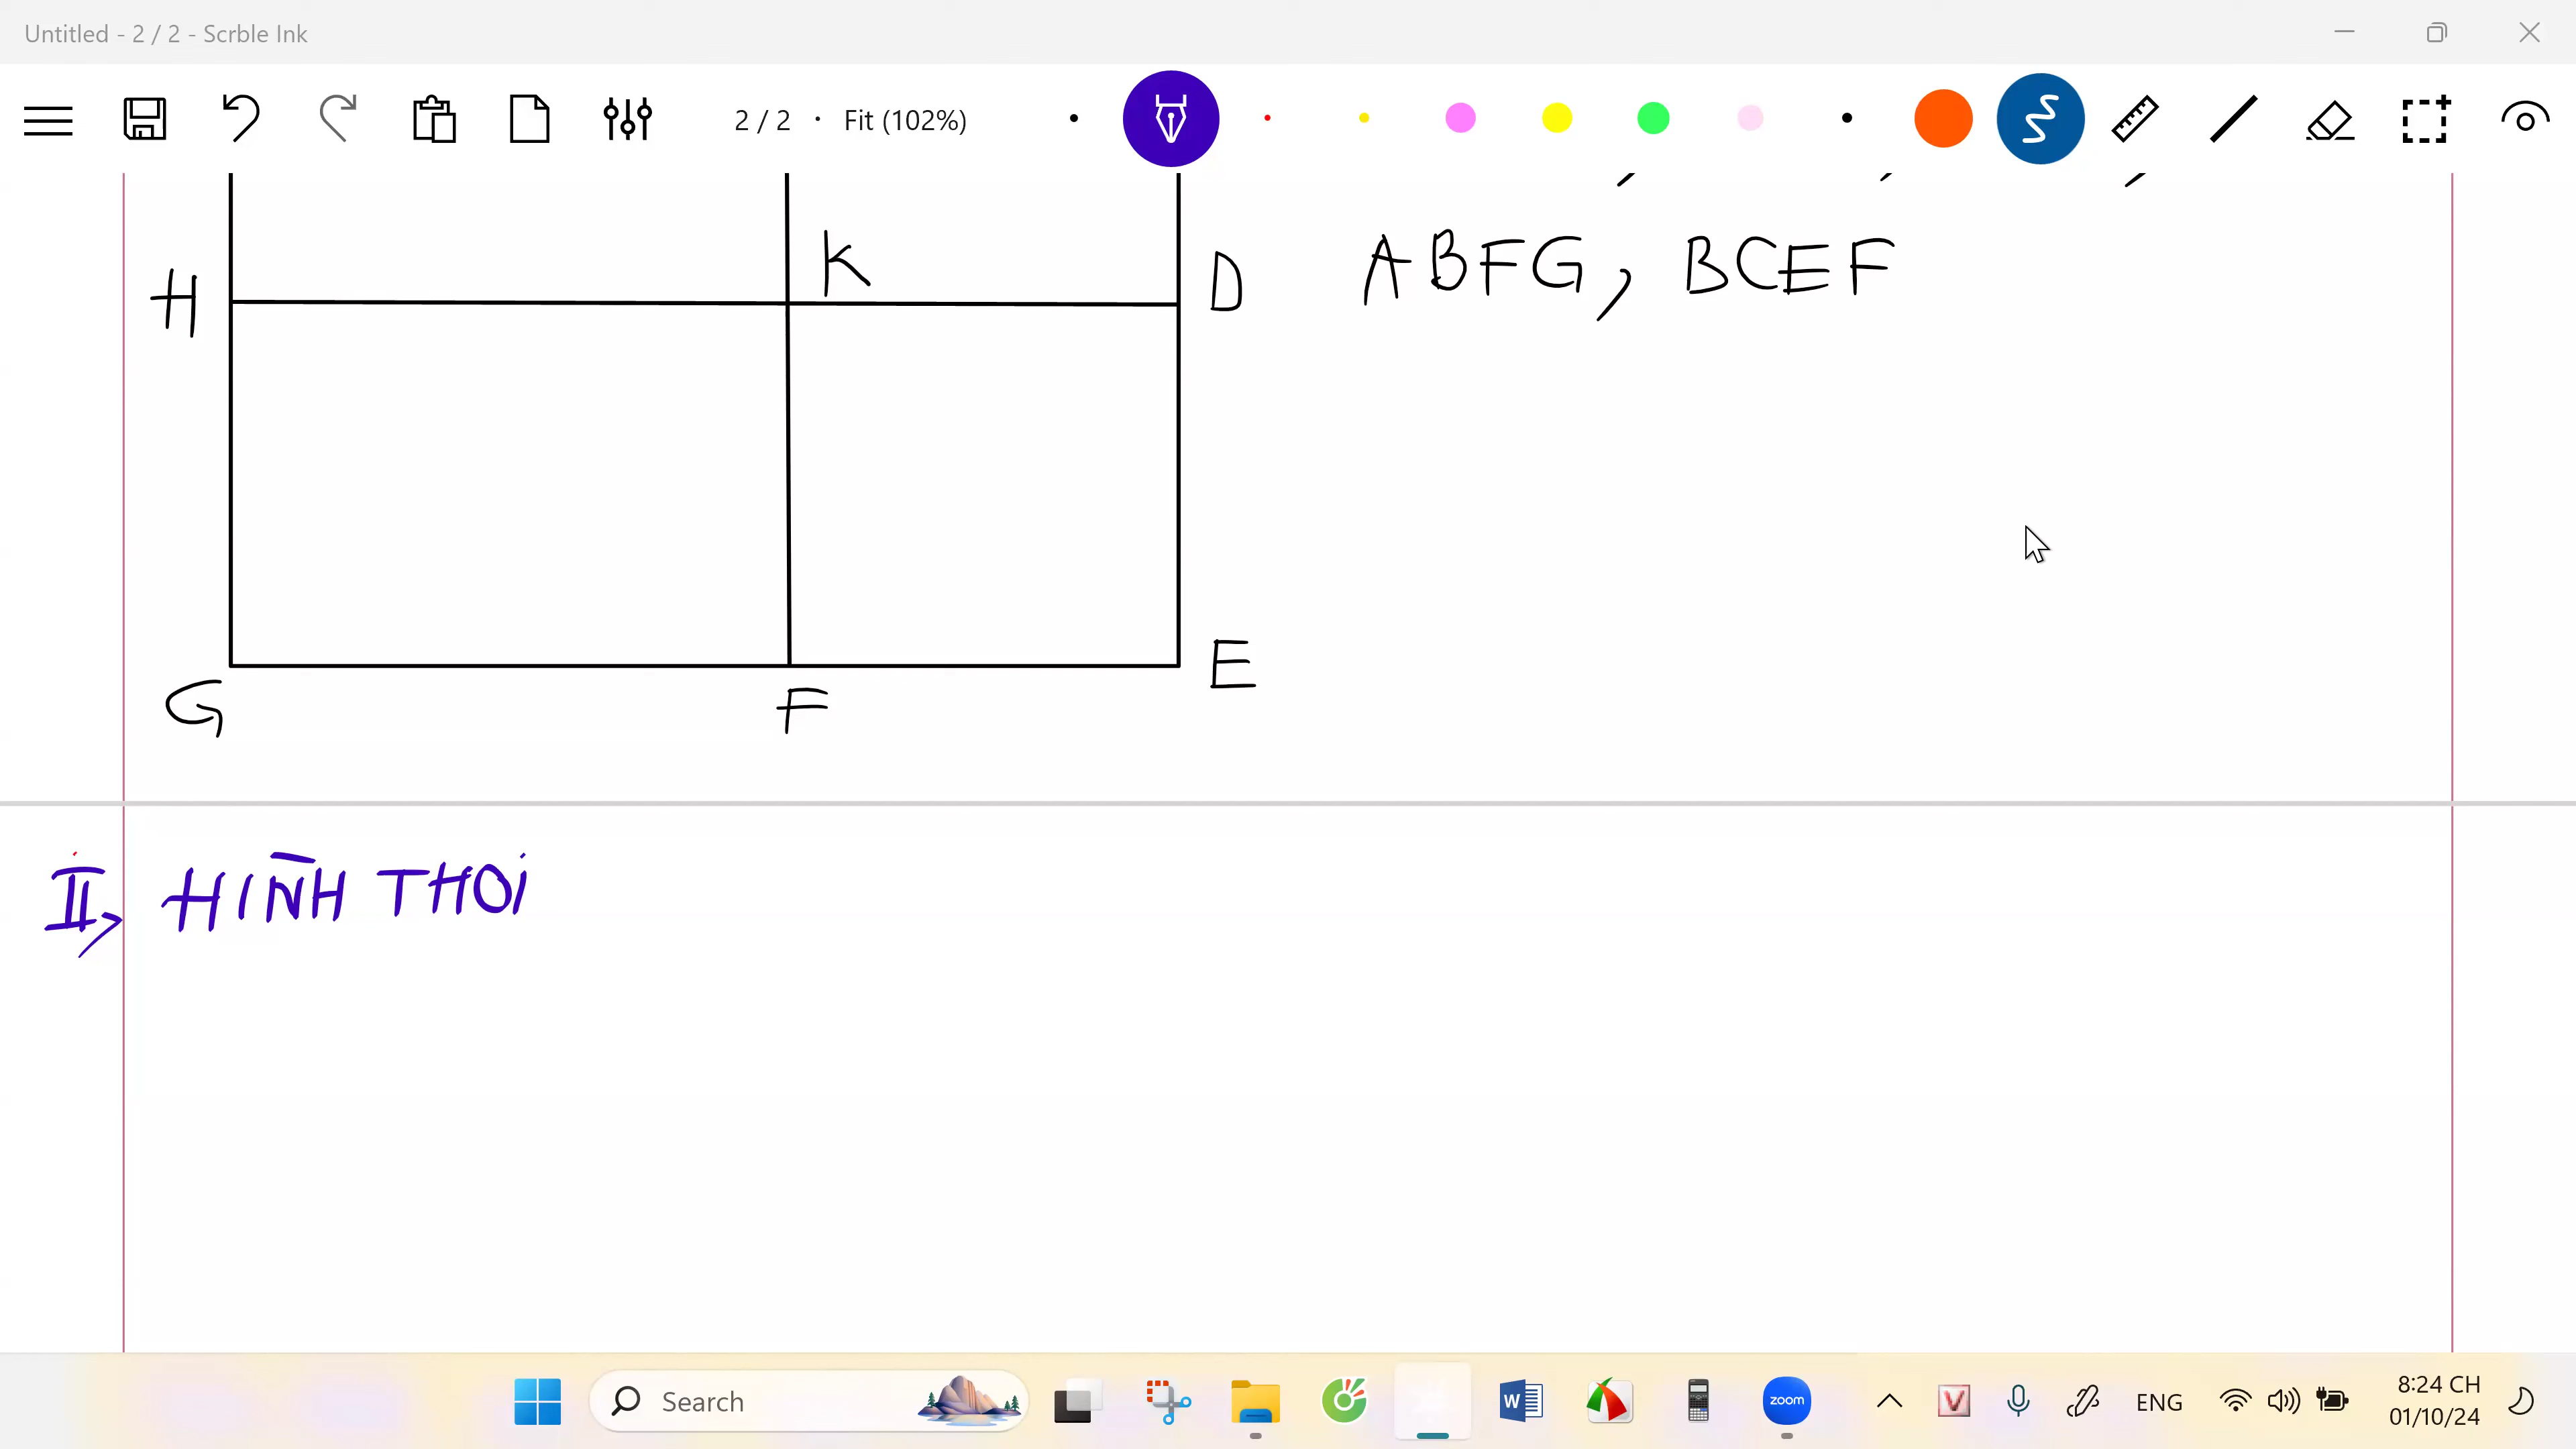 Untitled - 2 / 2 - Scrble Ink
2 / 2 · Fit (102%)
K
H
D
ABFG, BCEF
E
G
F
II, HÌNH THOI
Search
zoom
ENG
8:24 CH
01/10/24